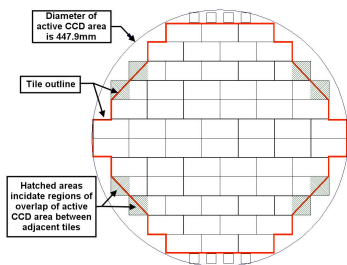 Diameter of
active CCD area
is 447.9mm
Tile outline
Hatched areas
incidate regions of
overlap of active
CCD area between
adjacent tiles